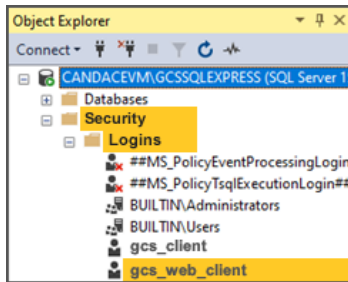 Object Explorer
Connect
CANDACEVM\GCSSQLEXPRESS (SQL Server 1
Databases
Security
Logins
##MS_PolicyEventProcessingLogin
##MS_PolicyTsqlExecutionLogin##
BUILTIN\Administrators
BUILTIN\Users
gcs_client
gcs_web_client